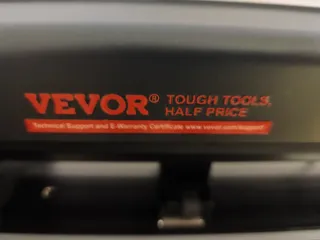 VEVOR® TOUGH TOOLS,
HALF PRICE
Technical Support and E-Warranty Certificate www.vevor.com/support